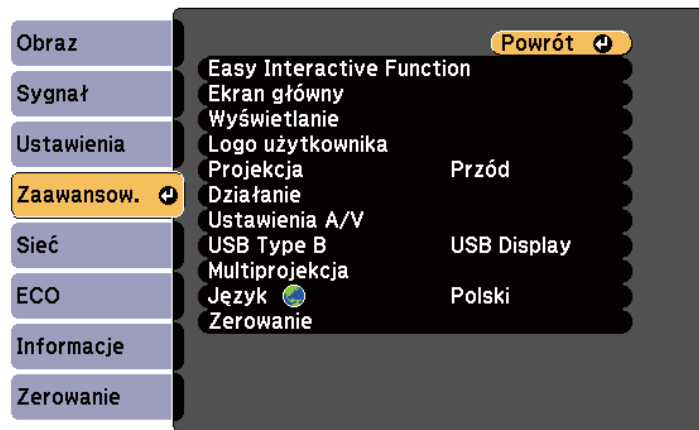 Obraz
Sygnał
Ustawienia
Zaawansow.
Sieć
ECO
Informacje
Zerowanie
Powrót
Easy Interactive Function
Ekran główny
Wyświetlanie
Logo użytkownika
Projekcja Przód
Działanie
Ustawienia A/V
USB Type B USB Display
Multiprojekcja
Język Polski
Zerowanie